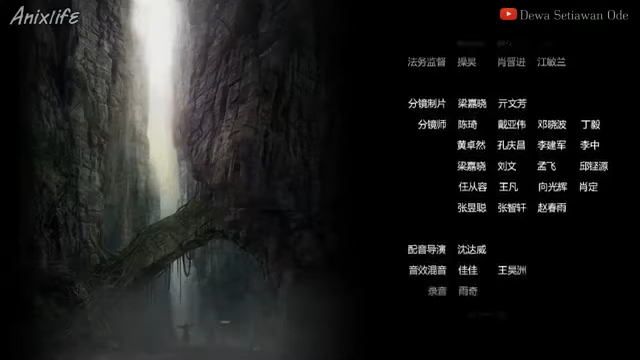 Anixlife
Dewa Setiawan Ode
法务监督 操昊 肖晋进 江敏兰
分镜制片 梁嘉晓 亓文芳
分镜师 陈琦 戴亚伟 邓晓波 丁毅
黄卓然 孔庆昌 李建军 李中
梁嘉晓 刘文 孟飞 邱轾源
任从容 王凡 向光辉 肖定
张昱聪 张智轩 赵春雨
配音导演 沈达威
音效混音 佳佳 王昊洲
录音 雨奇